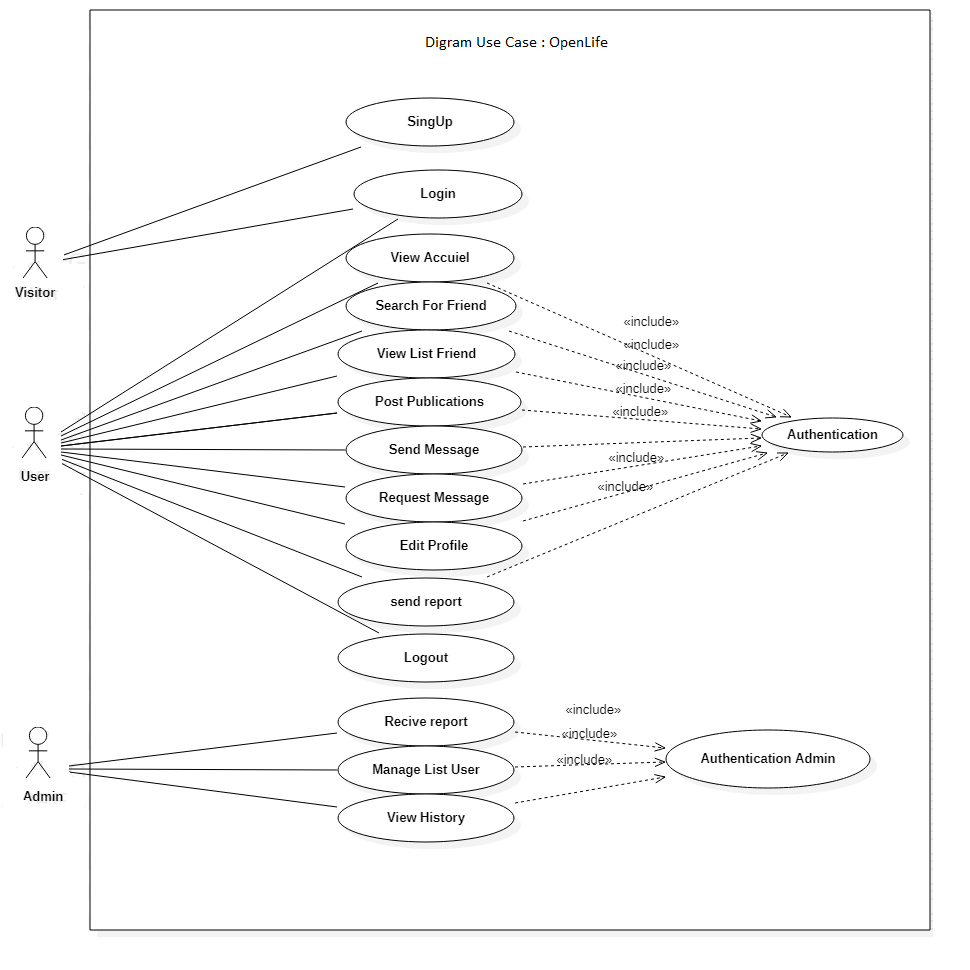 Digram Use Case : OpenLife
SingUp
Login
Visitor
View Accuiel
Search For Friend
«include»
«include»
View List Friend
«include»
«include»
Post Publications
«include»
User
Authentication
Send Message
«include»
Request Message
«include»
Edit Profile
send report
Logout
Recive report
«include»
«include»
Admin
Manage List User
«include»
Authentication Admin
View History